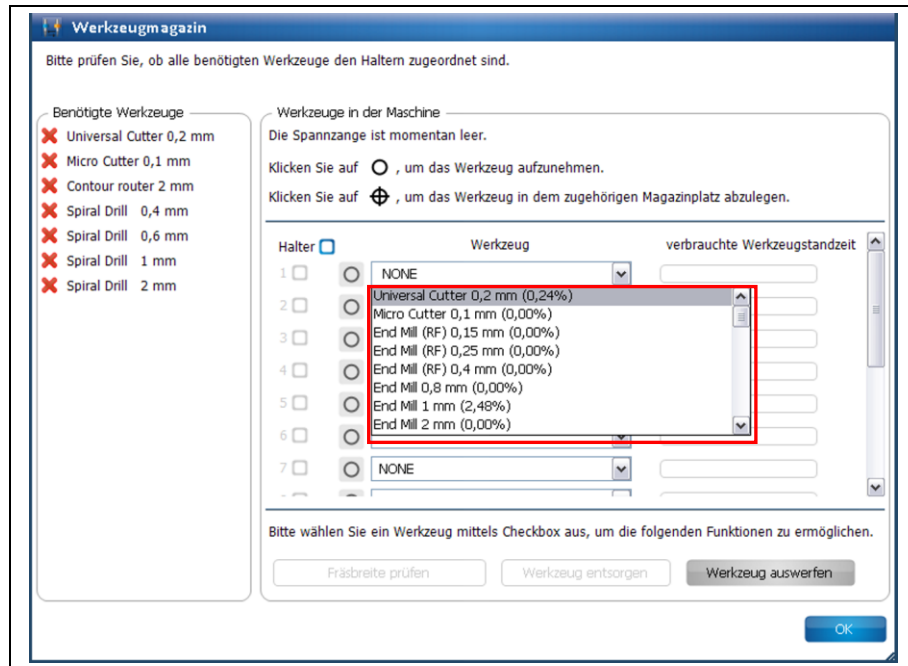 Werkzeugmagazin
Bitte prüfen Sie, ob alle benötigten Werkzeuge den Haltern zugeordnet sind.
Benötigte Werkzeuge
Universal Cutter 0,2 mm
Micro Cutter 0,1 mm
Contour router 2 mm
Spiral Drill 0,4 mm
Spiral Drill 0,6 mm
Spiral Drill 1 mm
Spiral Drill 2 mm
Werkzeuge in der Maschine
Die Spannzange ist momentan leer.
Klicken Sie auf , um das Werkzeug aufzunehmen.
Klicken Sie auf , um das Werkzeug in dem zugehörigen Magazinplatz abzulegen.
Halter Werkzeug verbrauchte Werkzeugstandzeit
1 NONE
Universal Cutter 0,2 mm (0,24%)
2
Micro Cutter 0,1 mm (0,00%)
3 End Mill (RF) 0,15 mm (0,00%)
End Mill (RF) 0,25 mm (0,00%)
4 End Mill (RF) 0,4 mm (0,00%)
End Mill 0,8 mm (0,00%)
5 End Mill 1 mm (2,48%)
End Mill 2 mm (0,00%)
6
7 NONE
Bitte wählen Sie ein Werkzeug mittels Checkbox aus, um die folgenden Funktionen zu ermöglichen.
Fräsbreite prüfen Werkzeug entsorgen Werkzeug auswerfen
OK